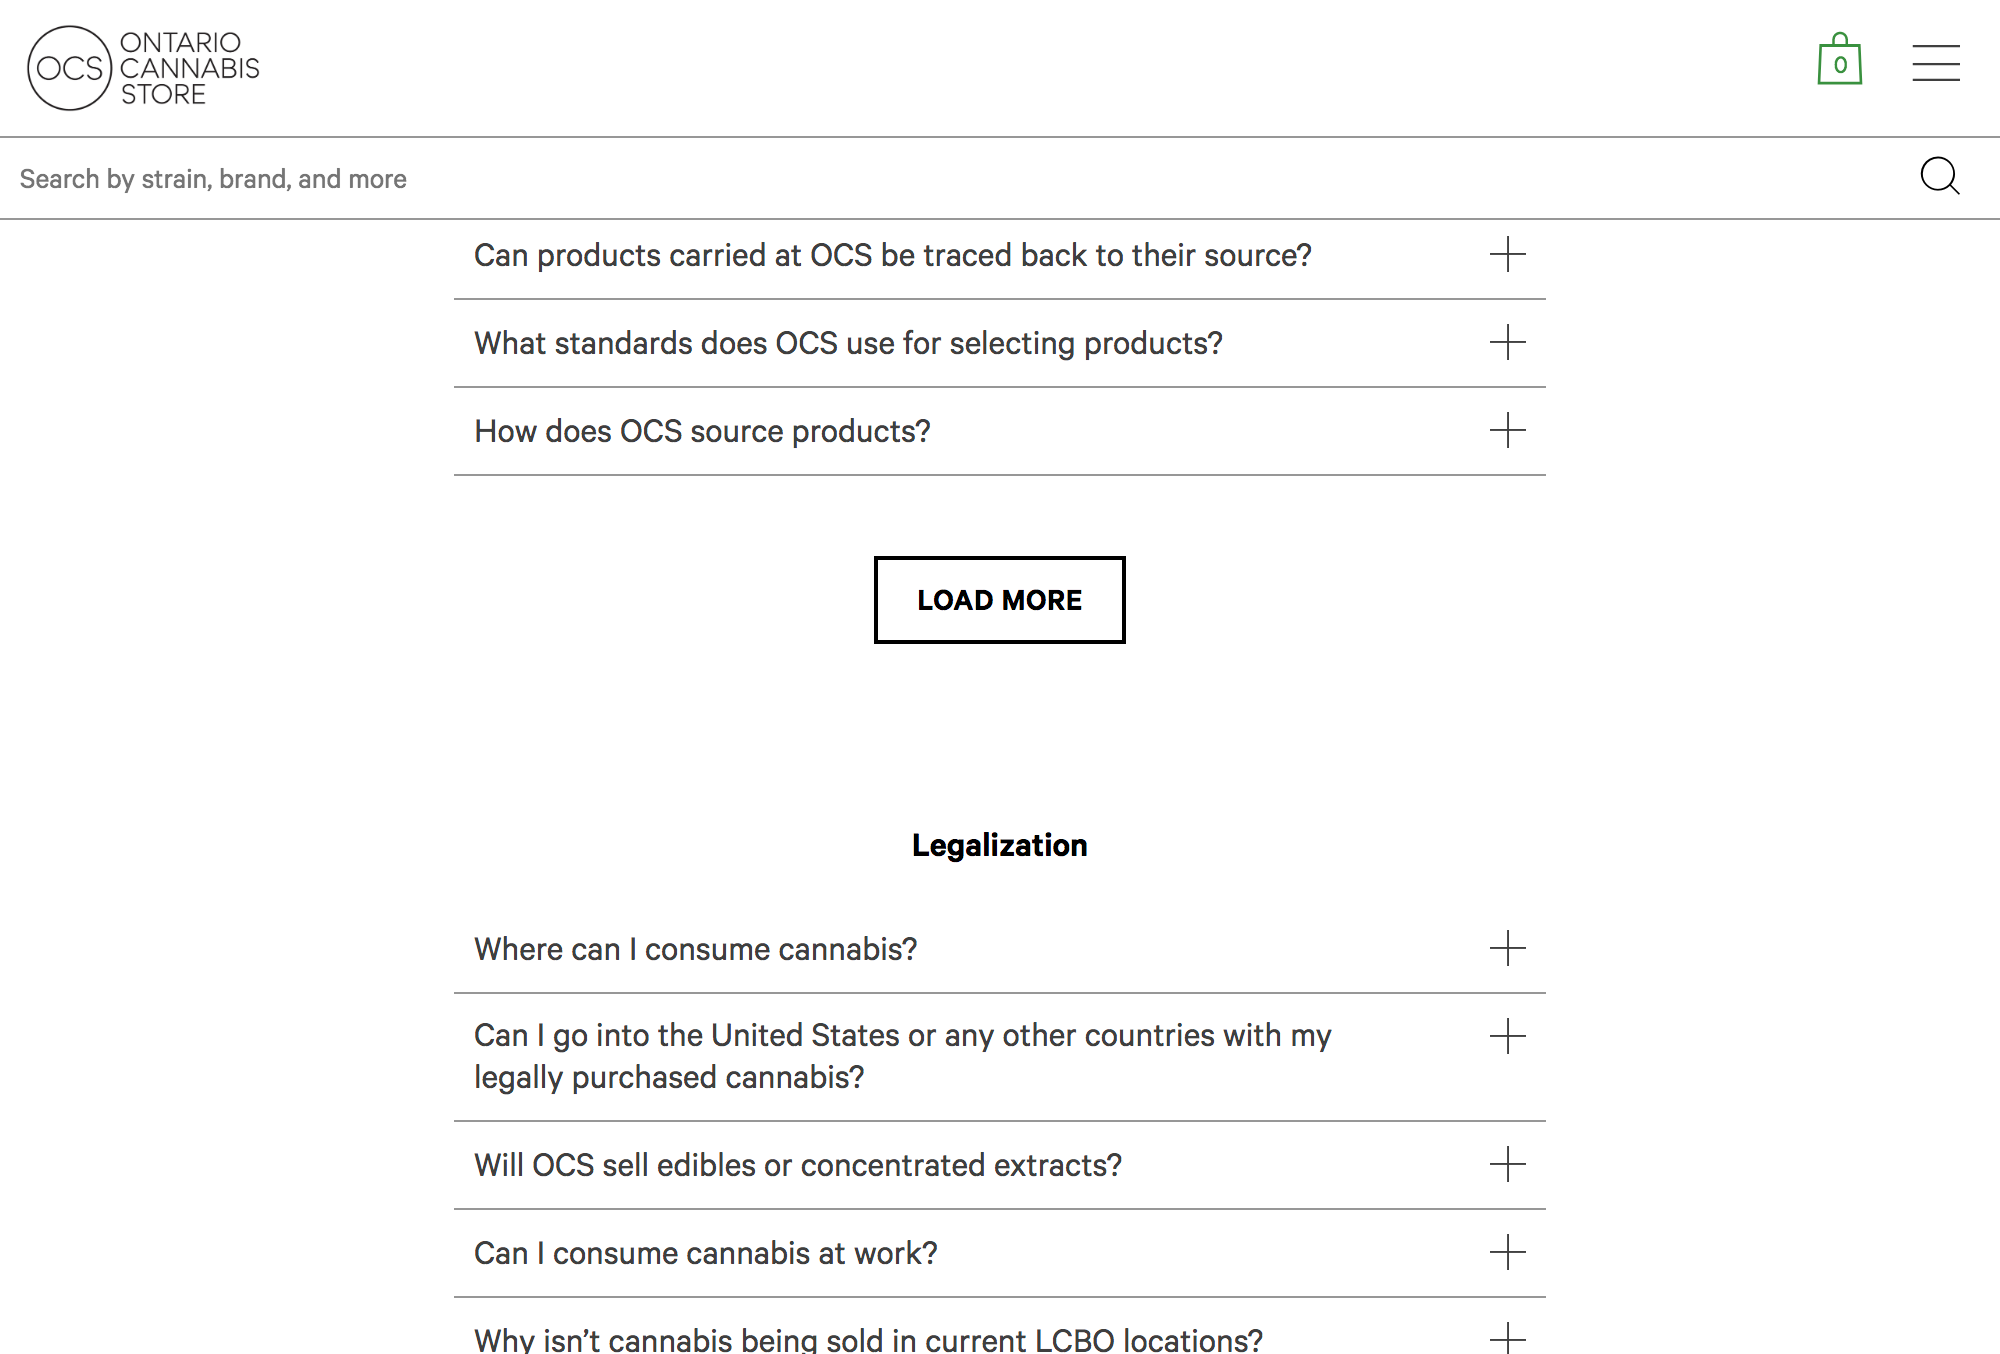 OCS
ONTARIO
CANNABIS
STORE
0
Search by strain, brand, and more
Can products carried at OCS be traced back to their source?
What standards does OCS use for selecting products?
How does OCS source products?
LOAD MORE
Legalization
Where can I consume cannabis?
Can I go into the United States or any other countries with my
legally purchased cannabis?
Will OCS sell edibles or concentrated extracts?
Can I consume cannabis at work?
Why isn’t cannabis being sold in current LCBO locations?